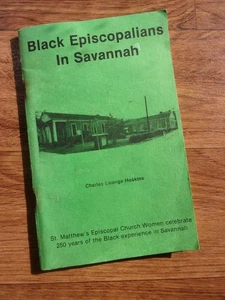 Black Episcopalians
In Savannah
Charles Lwanga Hoskins
St. Matthew's Episcopal Church Women celebrate
250 years of the Black experience in Savannah